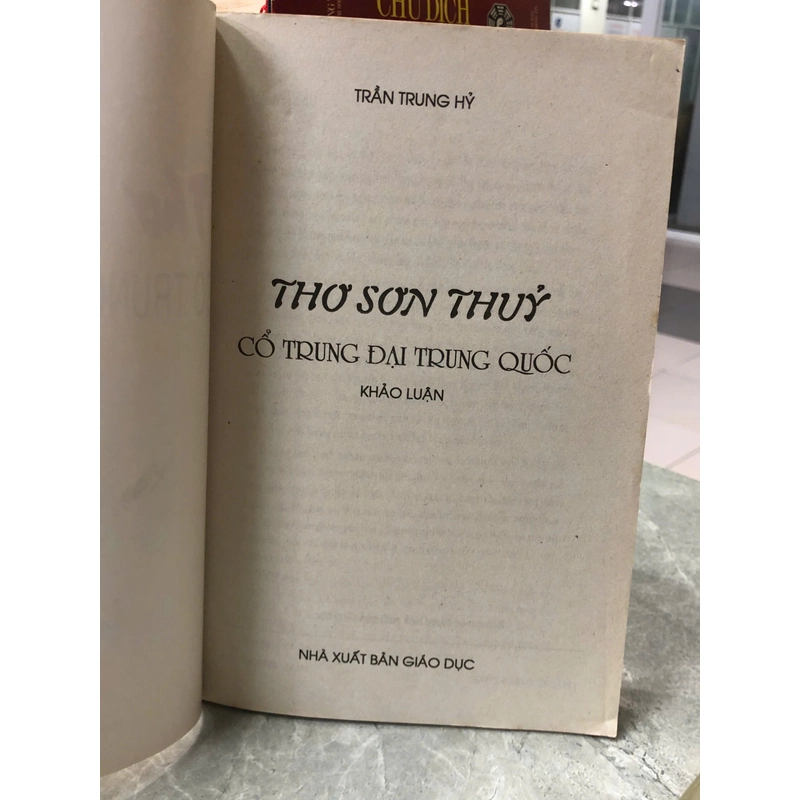 CHU DỊCH
TRẦN TRUNG HỶ
THƠ SƠN THUỶ
CỔ TRUNG ĐẠI TRUNG QUỐC
KHẢO LUẬN
NHÀ XUẤT BẢN GIÁO DỤC